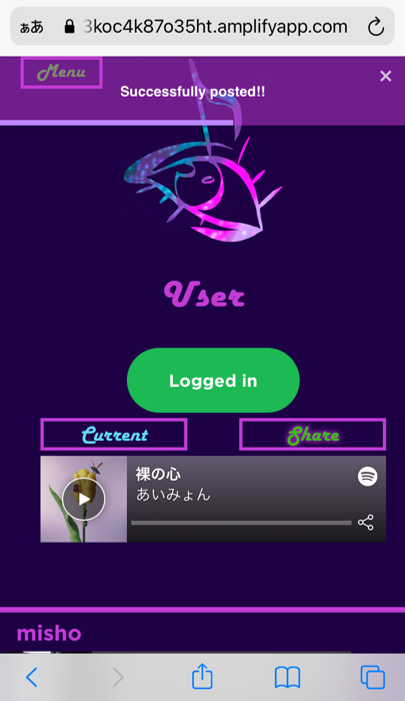 ぁあ 3koc4k87o35ht.amplifyapp.com
Menu
Successfully posted!!
User
Logged in
Current
Share
裸の心
あいみょん
misho